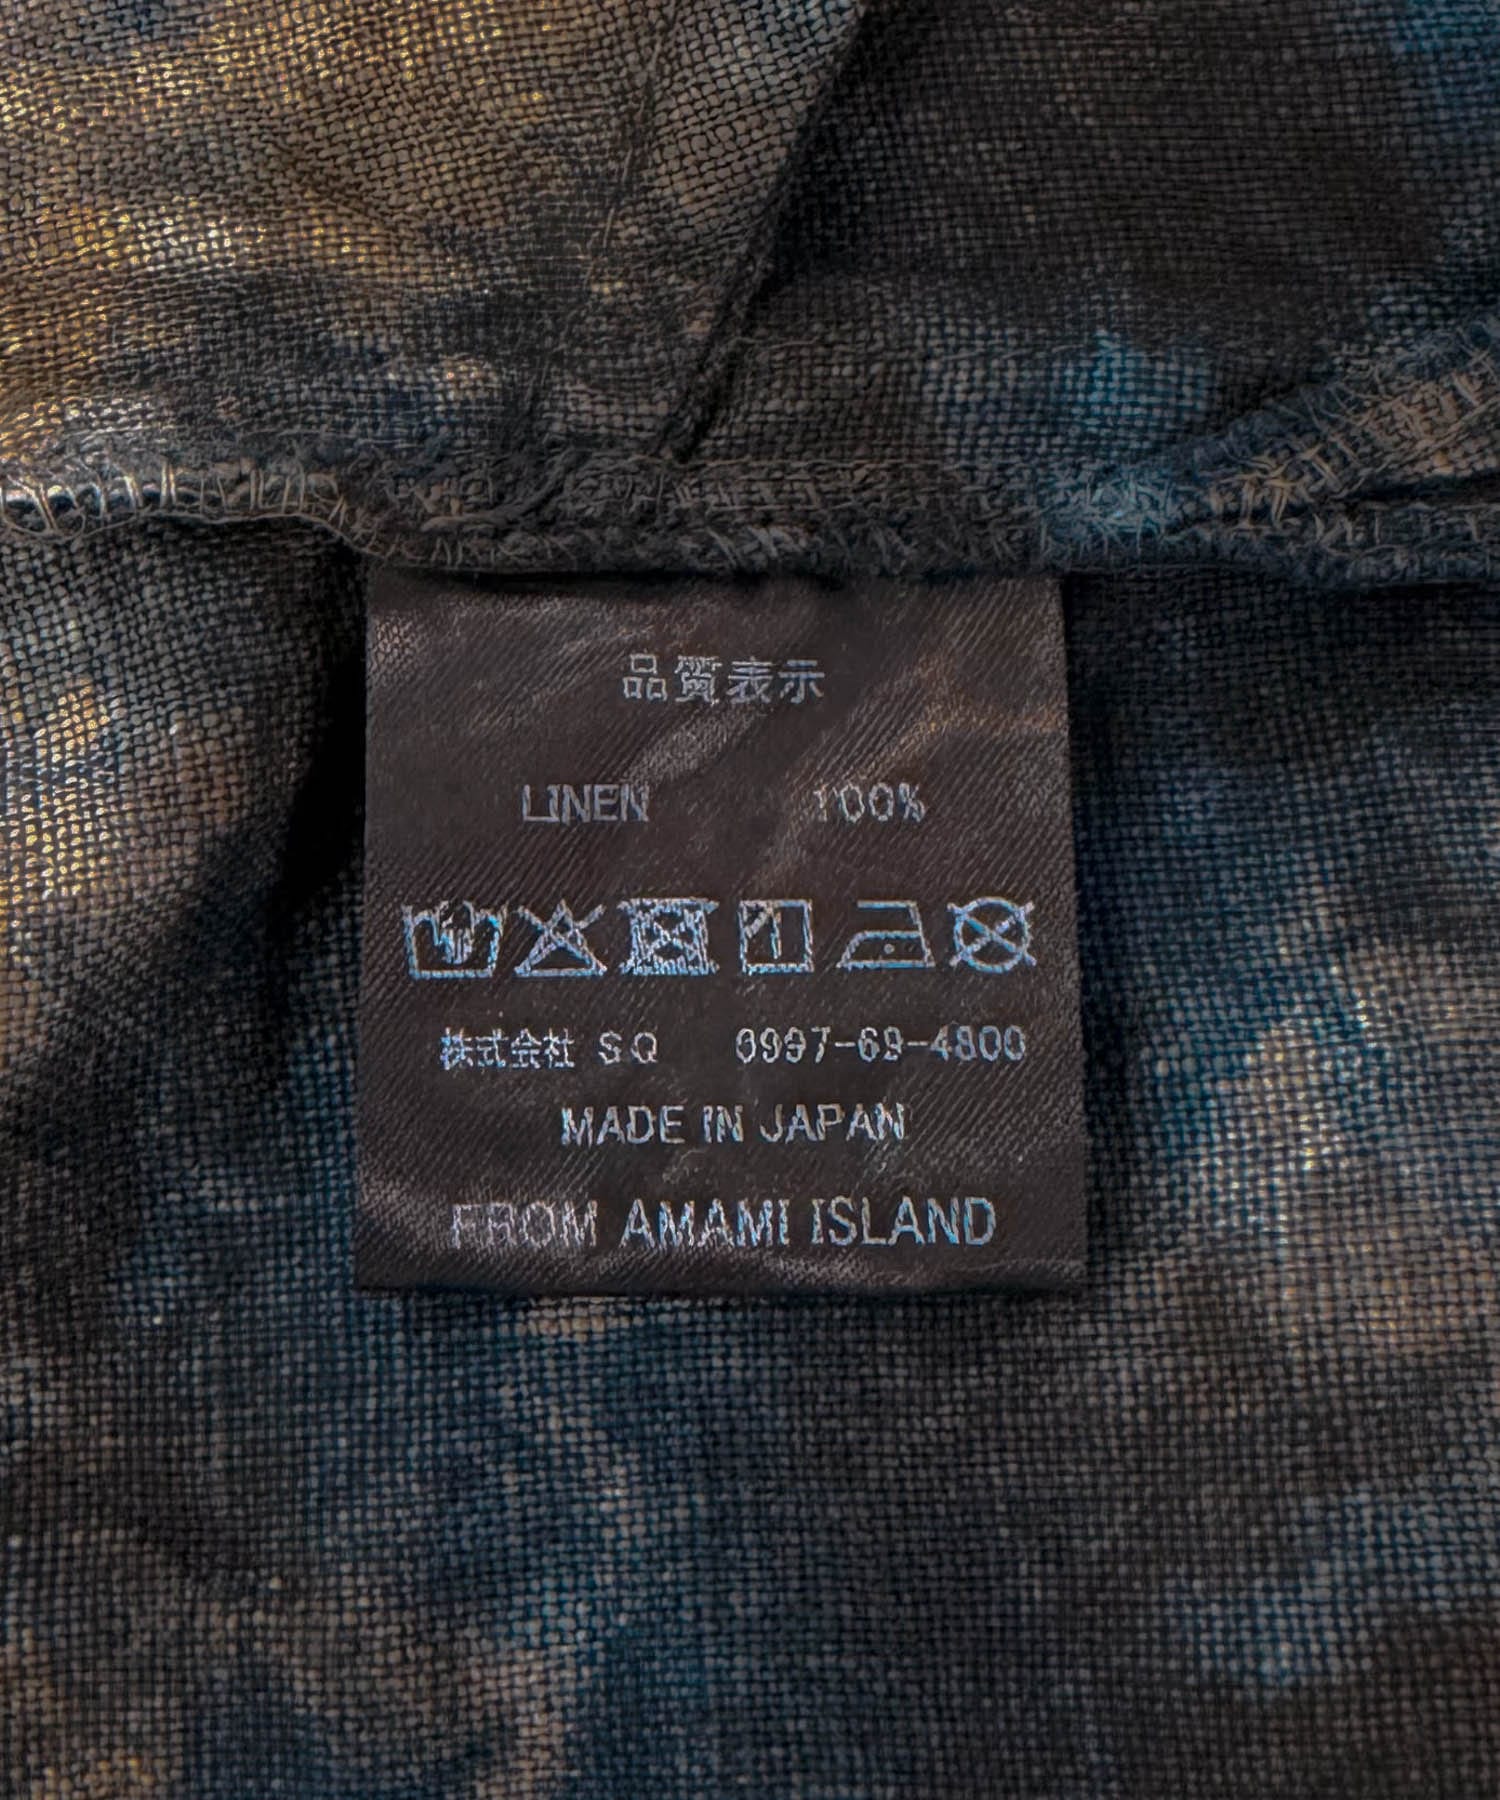 品質表示
LINEN 100%
株式会社 SQ 0997-69-4800
MADE IN JAPAN
FROM AMAMI ISLAND